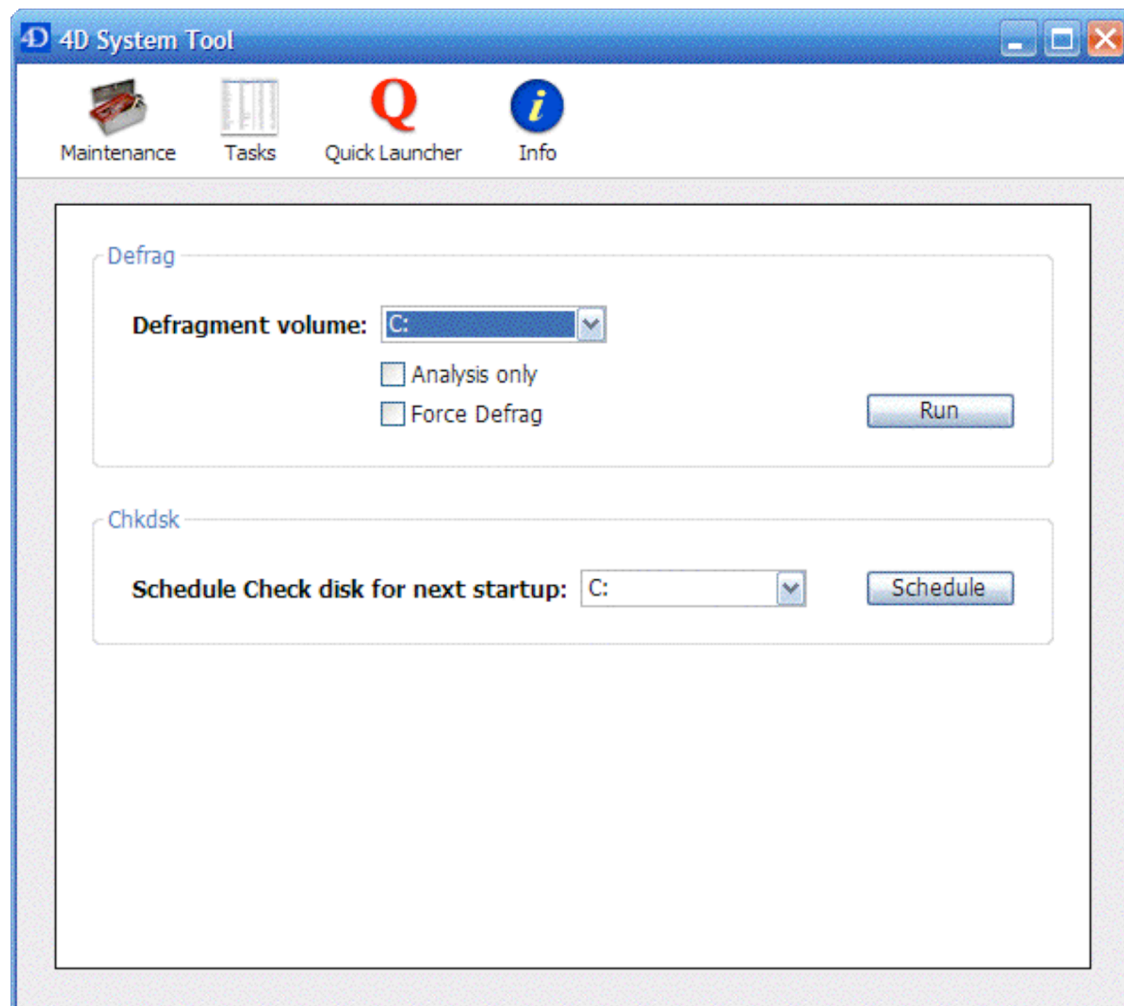 4D 4D System Tool
Q
i
Maintenance Tasks Quick Launcher Info
Defrag
Defragment volume: C:
Analysis only
Force Defrag
Run
Chkdsk
Schedule Check disk for next startup: C: Schedule